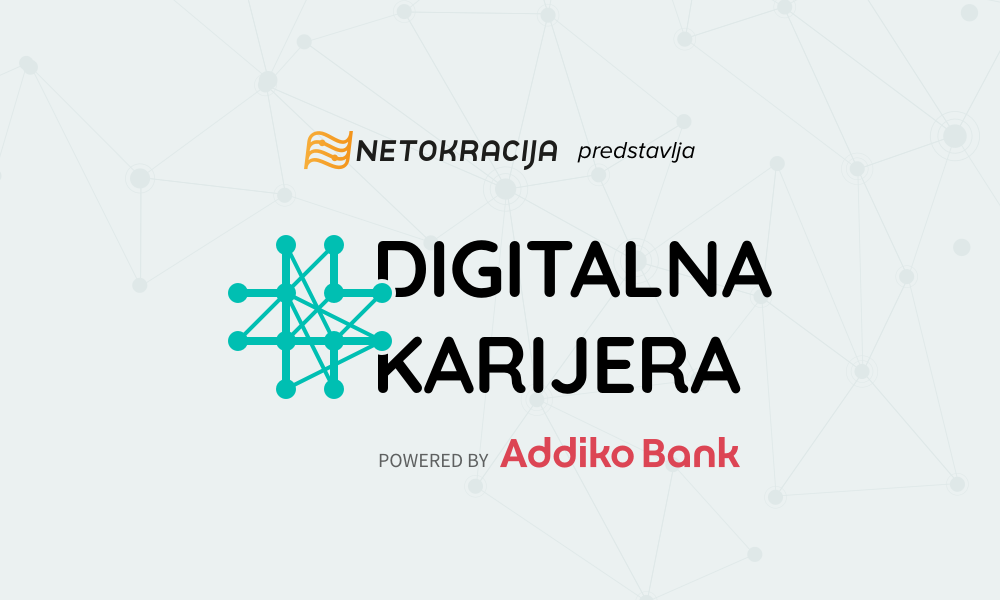 NETOKRACIJA predstavlja
DIGITALNA
KARIJERA
POWERED BY Addiko Bank